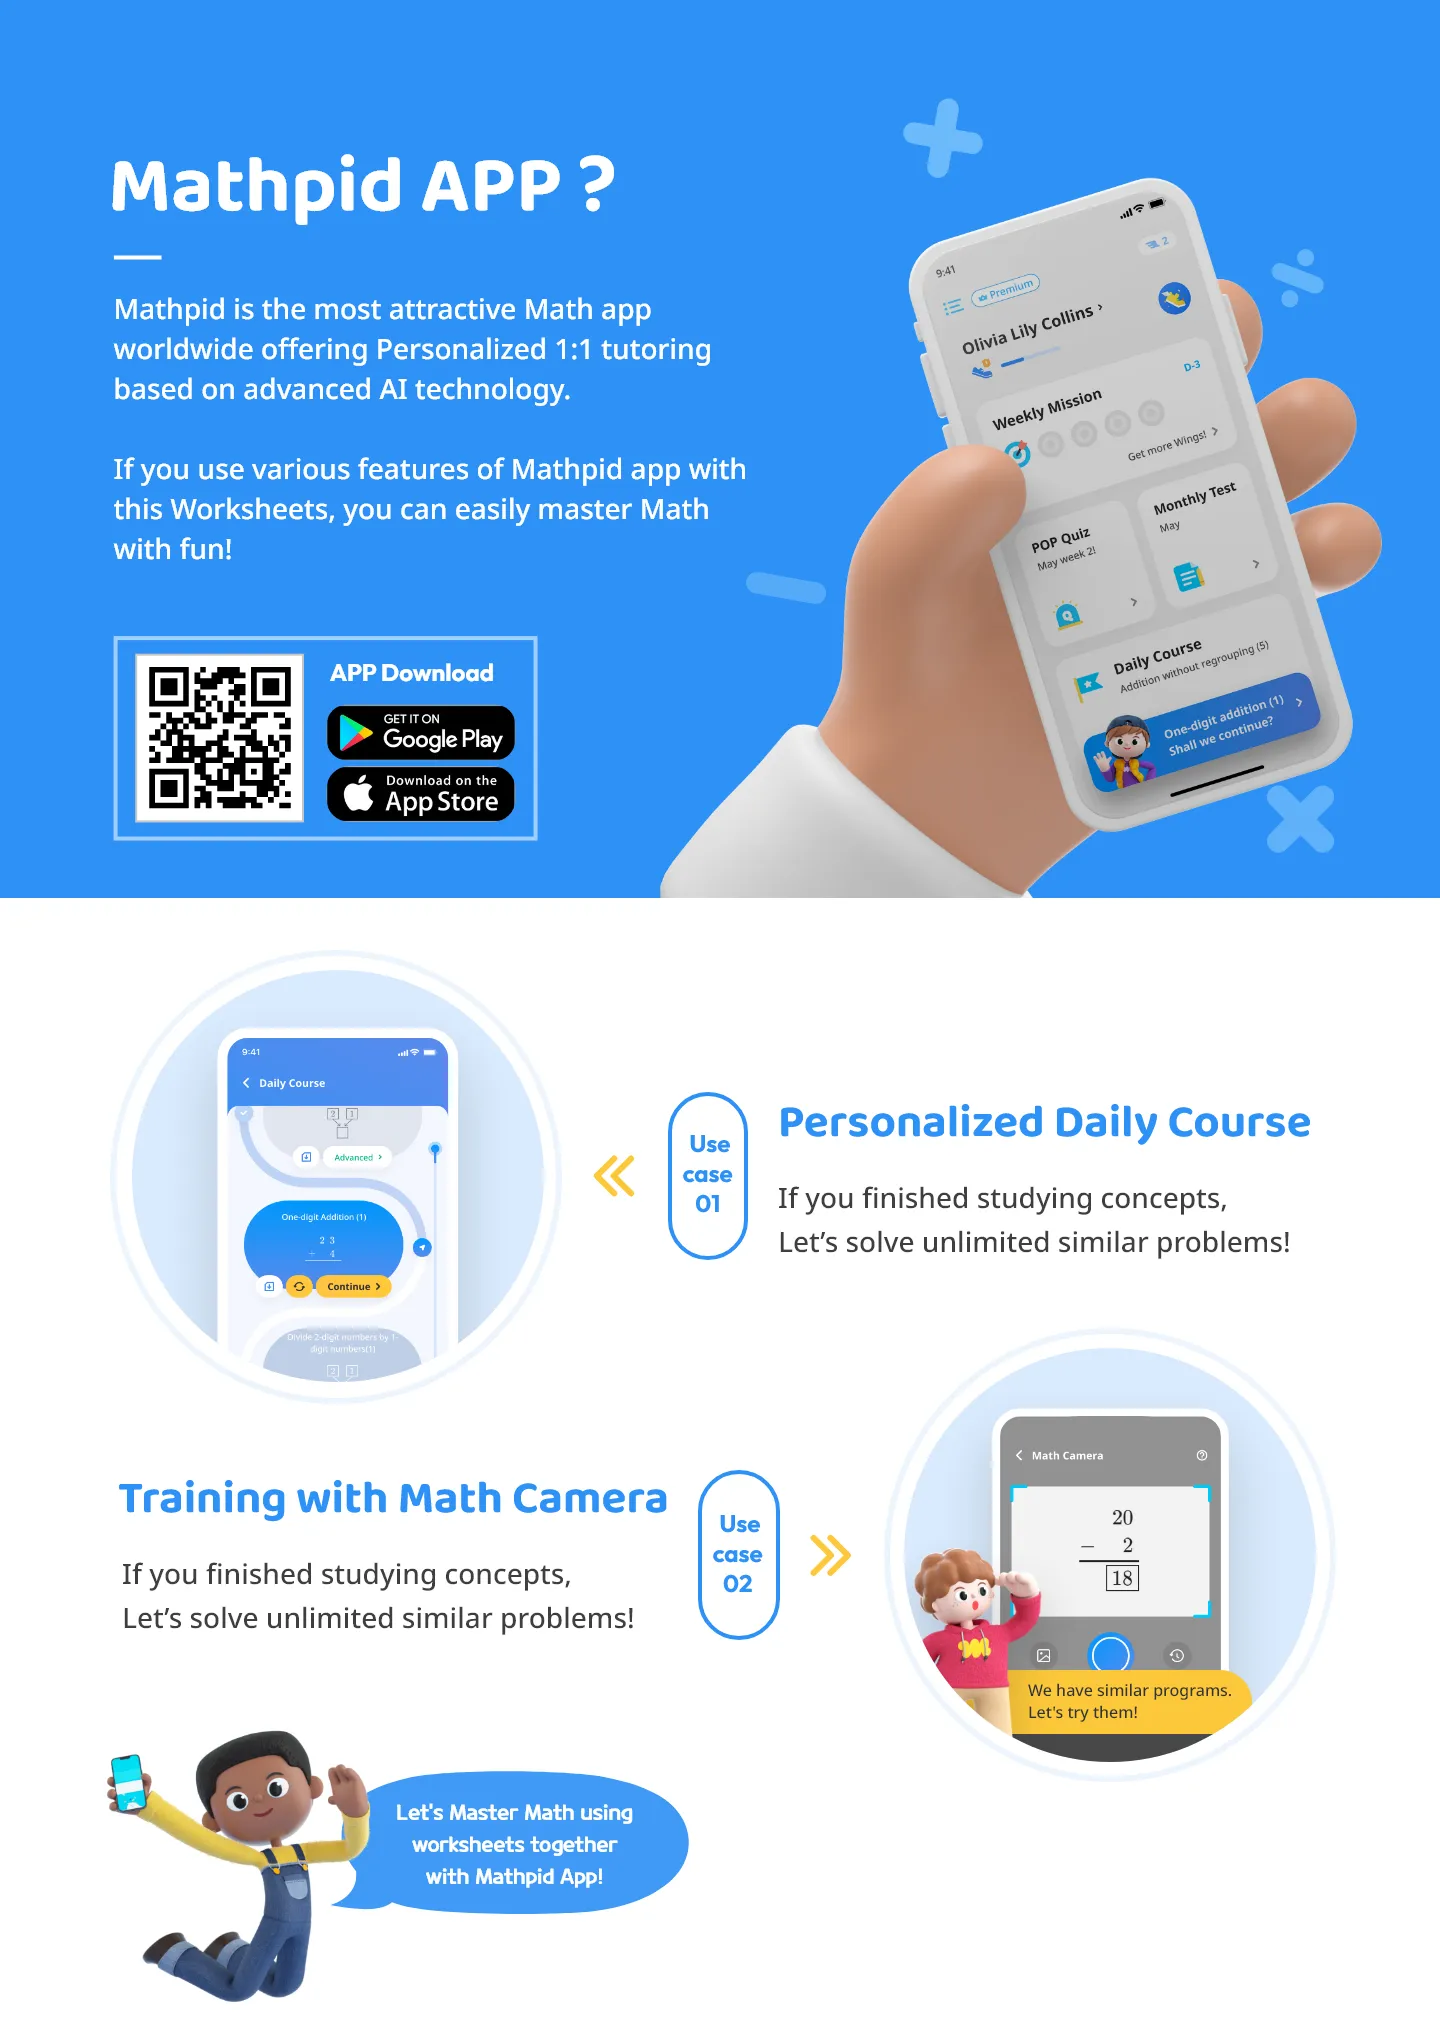 Mathpid APP ?
Mathpid is the most attractive Math app
worldwide offering Personalized 1:1 tutoring
based on advanced AI technology.
If you use various features of Mathpid app with
this Worksheets, you can easily master Math
with fun!
APP Download
GET IT ON
Google Play
Download on the
App Store
9:41
2
Premium
Olivia Lily Collins ›
Weekly Mission
D-3
Get more Wings! ›
POP Quiz
May week 2!
Monthly Test
May
Daily Course
Addition without regrouping (5)
One-digit addition (1)
Shall we continue?
9:41
Daily Course
2 1
Advanced ›
One-digit Addition (1)
2 3
+ 4
Continue ›
Divide 2-digit numbers by 1-
digit numbers(1)
2 1
Use
case
01
Personalized Daily Course
If you finished studying concepts,
Let’s solve unlimited similar problems!
Training with Math Camera
If you finished studying concepts,
Let’s solve unlimited similar problems!
Use
case
02
Math Camera
20
− 2
18
We have similar programs.
Let's try them!
Let's Master Math using
worksheets together
with Mathpid App!